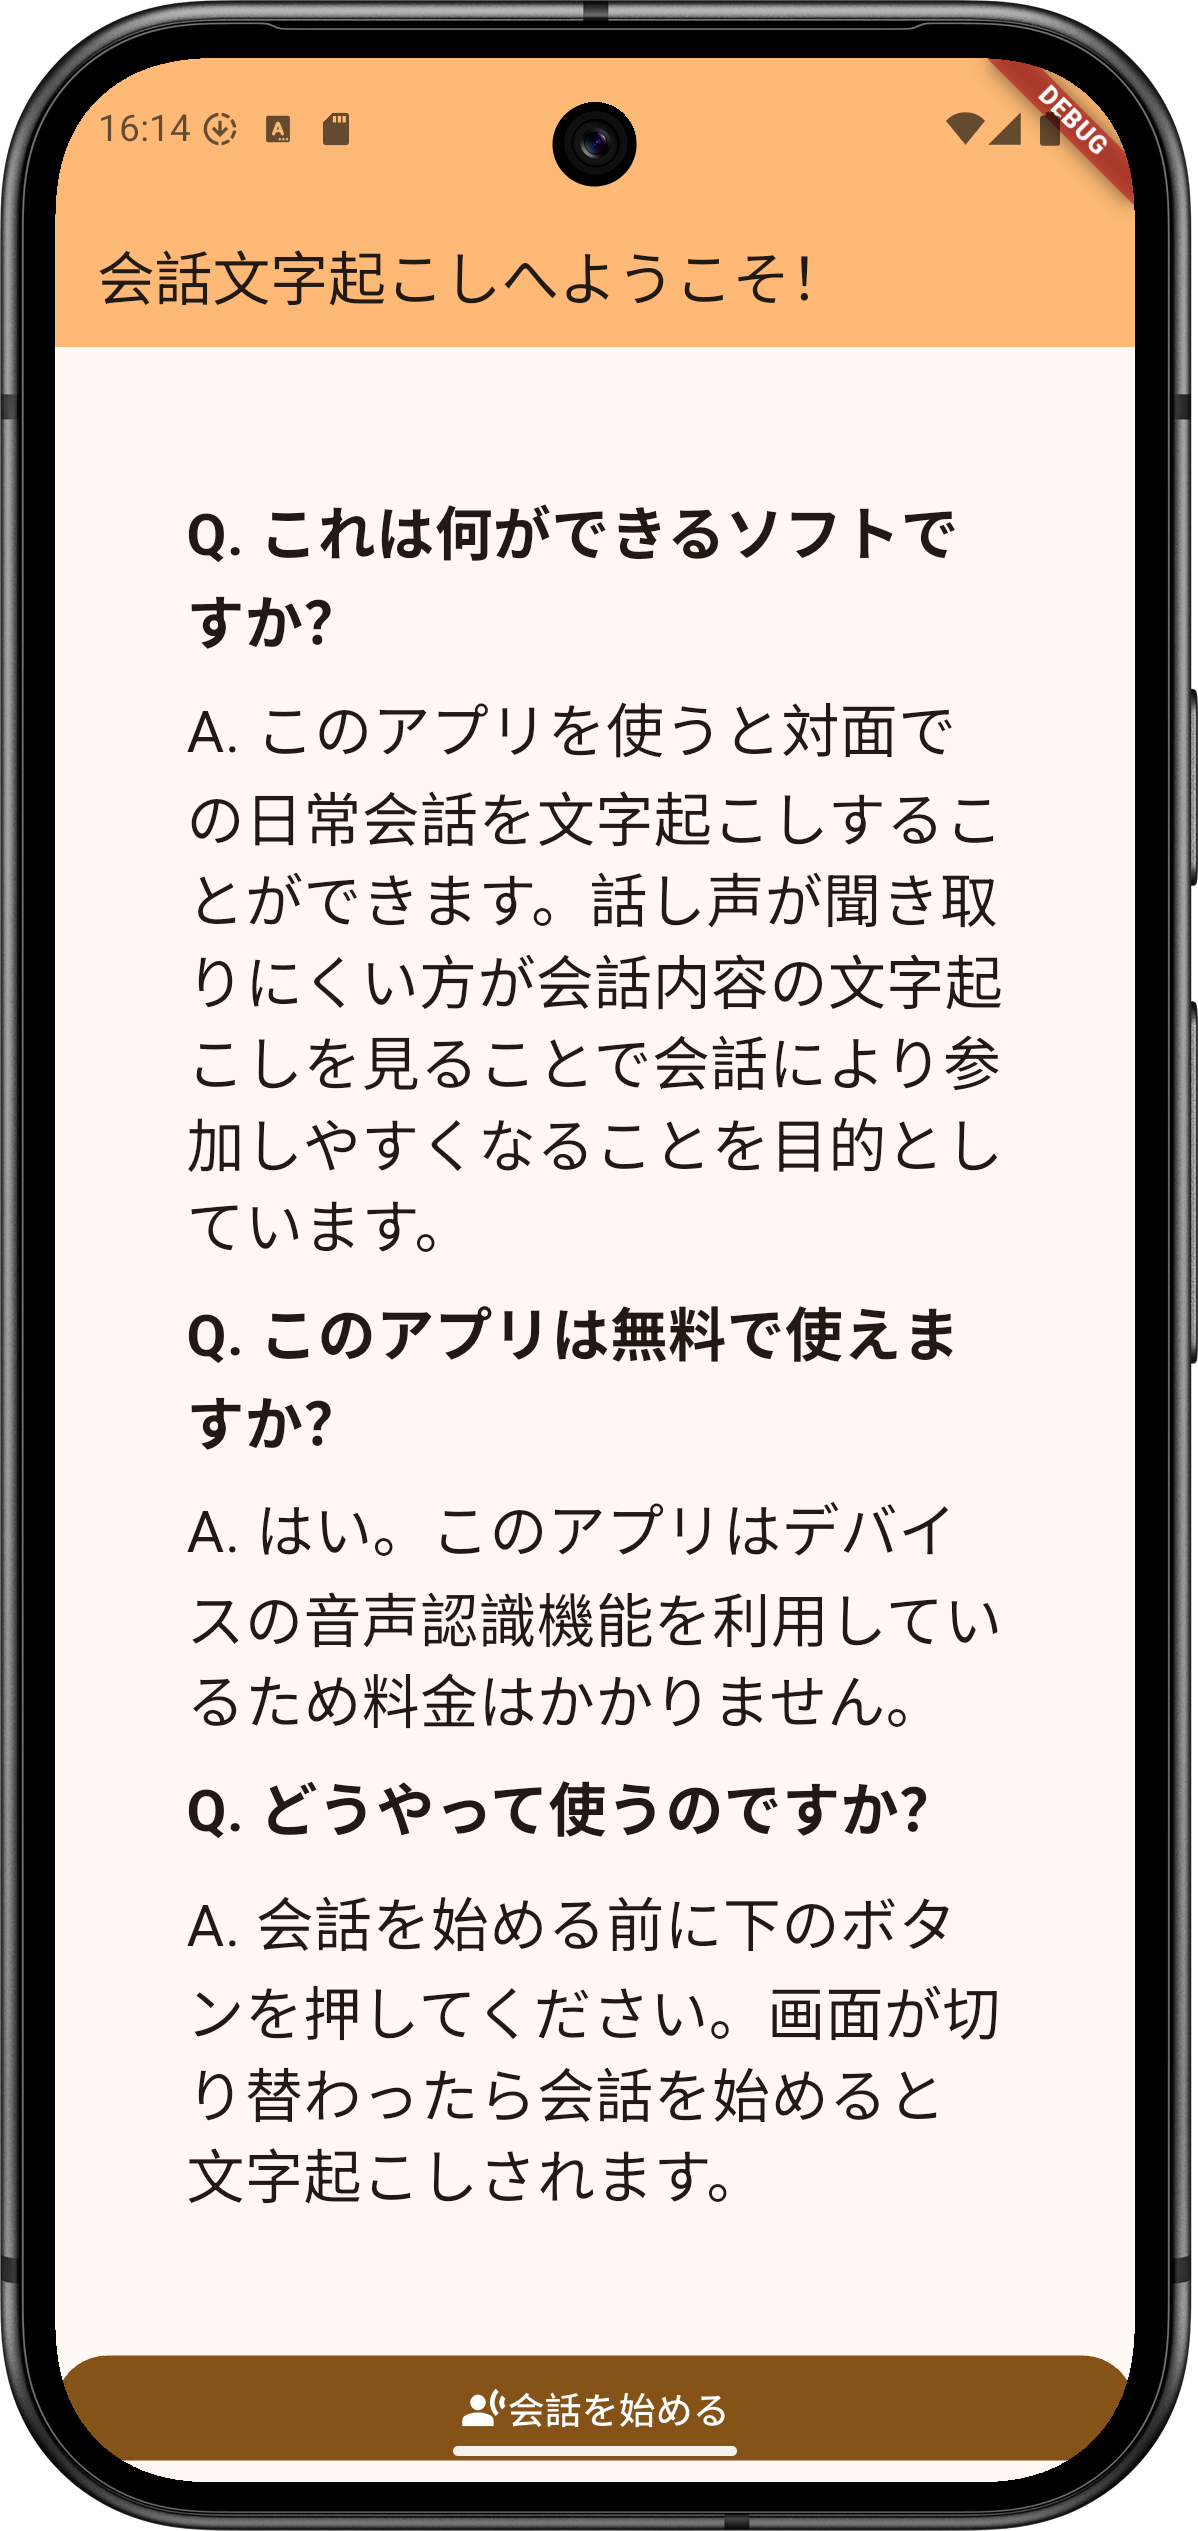 16:14
DEBUG
会話文字起こしへようこそ！
Q. これは何ができるソフトで
すか？
A. このアプリを使うと対面で
の日常会話を文字起こしするこ
とができます。話し声が聞き取
りにくい方が会話内容の文字起
こしを見ることで会話により参
加しやすくなることを目的とし
ています。
Q. このアプリは無料で使えま
すか？
A. はい。このアプリはデバイ
スの音声認識機能を利用してい
るため料金はかかりません。
Q. どうやって使うのですか？
A. 会話を始める前に下のボタ
ンを押してください。画面が切
り替わったら会話を始めると
文字起こしされます。
会話を始める